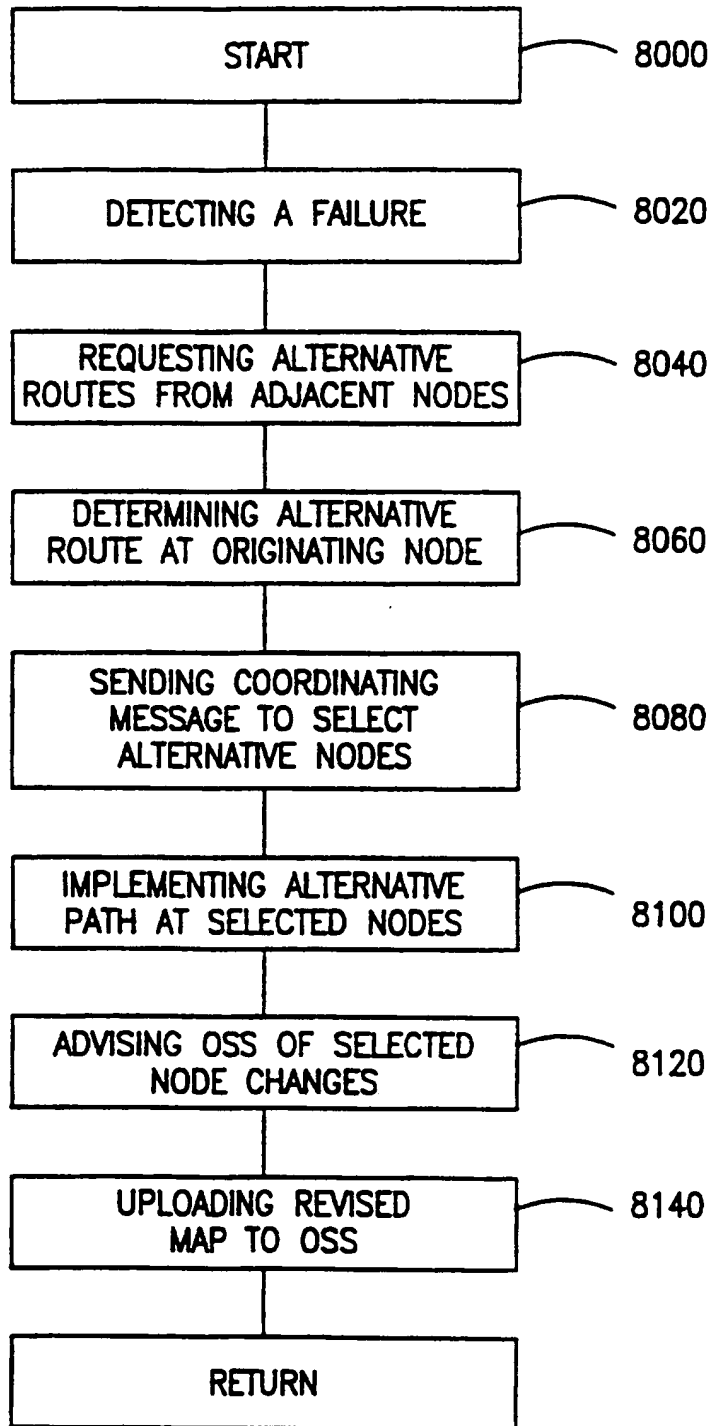 START
8000
DETECTING A FAILURE
8020
REQUESTING ALTERNATIVE
ROUTES FROM ADJACENT NODES
8040
DETERMINING ALTERNATIVE
ROUTE AT ORIGINATING NODE
8060
SENDING COORDINATING
MESSAGE TO SELECT
ALTERNATIVE NODES
8080
IMPLEMENTING ALTERNATIVE
PATH AT SELECTED NODES
8100
ADVISING OSS OF SELECTED
NODE CHANGES
8120
UPLOADING REVISED
MAP TO OSS
8140
RETURN